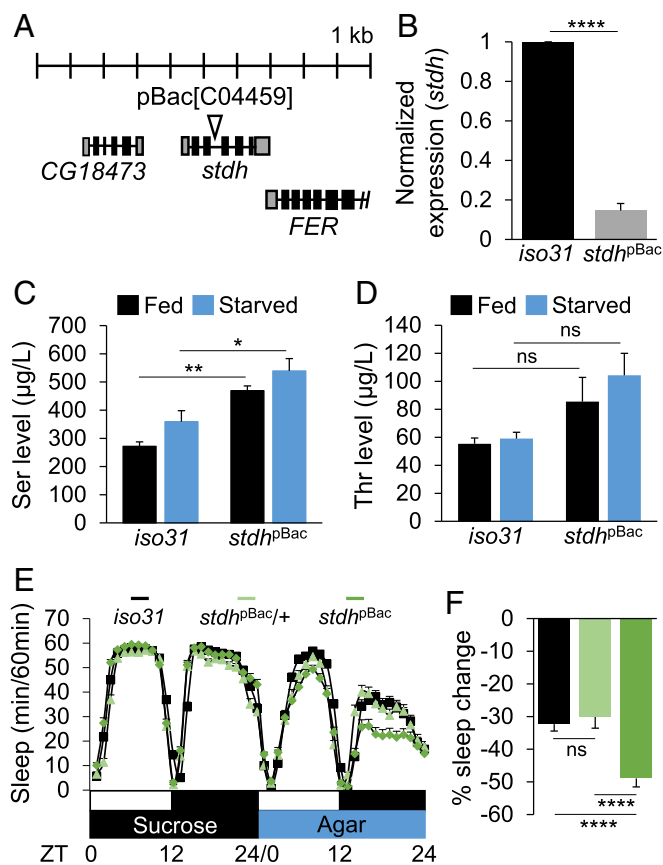 A
1 kb
pBac[C04459]
CG18473
stdh
FER
B
Normalized
expression (stdh)
****
1
0.8
0.6
0.4
0.2
0
iso31
stdhpBac
C
Fed
Starved
Ser level (µg/L)
700
600
500
400
300
200
100
0
*
**
iso31
stdhpBac
D
Fed
Starved
Thr level (µg/L)
140
120
100
80
60
40
20
0
ns
ns
iso31
stdhpBac
E
iso31
stdhpBac/+
stdhpBac
Sleep (min/60min)
70
60
50
40
30
20
10
0
Sucrose
Agar
ZT
0
12
24/0
12
24
F
% sleep change
0
-10
-20
-30
-40
-50
-60
ns
****
****